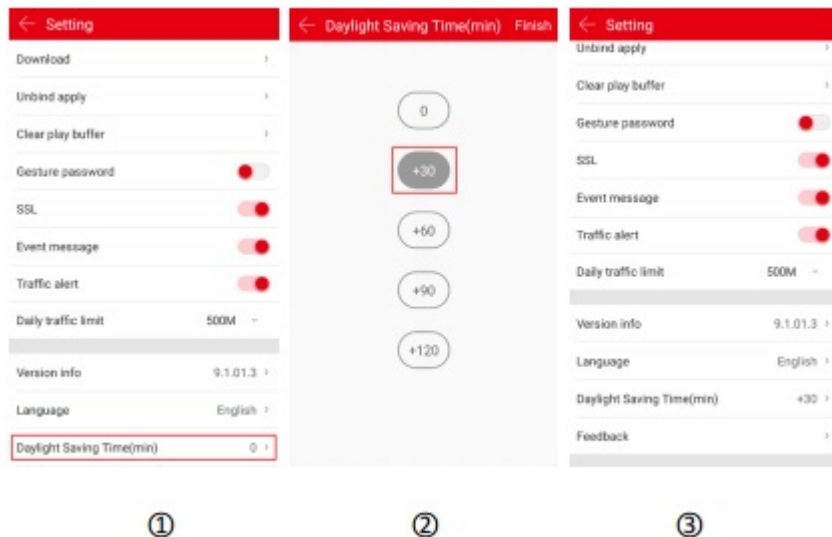 Setting
Download
Unbind apply
Clear play buffer
Gesture password
SSL
Event message
Traffic alert
Daily traffic limit 500M
Version info 9.1.01.3
Language English
Daylight Saving Time(min) 0
①
Daylight Saving Time(min) Finish
0
+30
+60
+90
+120
②
Setting
Unbind apply
Clear play buffer
Gesture password
SSL
Event message
Traffic alert
Daily traffic limit 500M
Version info 9.1.01.3
Language English
Daylight Saving Time(min) +30
Feedback
③